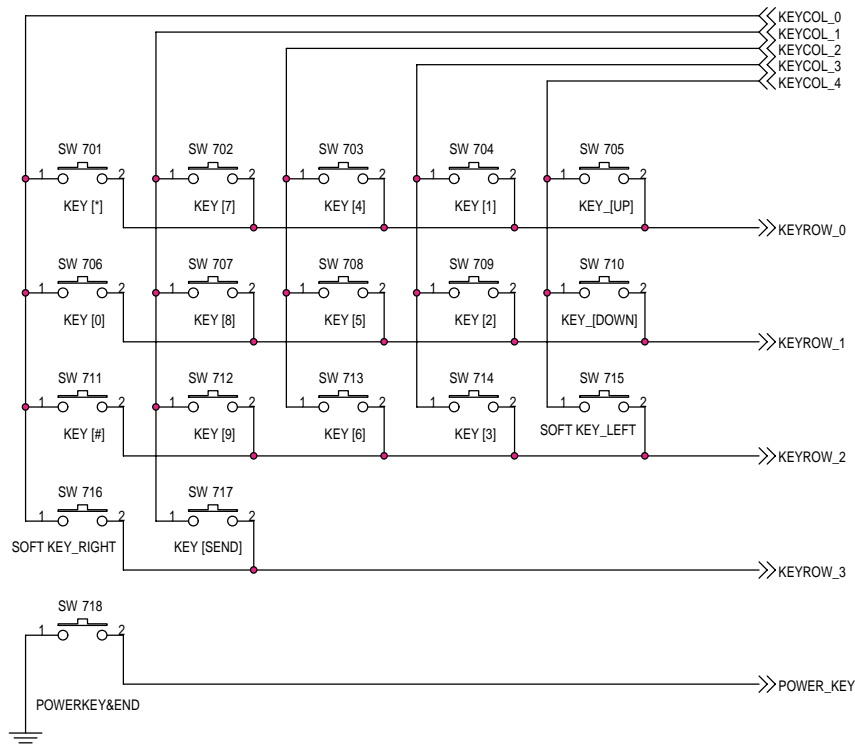 KEYCOL_0
KEYCOL_1
KEYCOL_2
KEYCOL_3
KEYCOL_4
SW 701 SW 702 SW 703 SW 704 SW 705
1 2 1 2 1 2 1 2 1 2
KEY [*] KEY [7] KEY [4] KEY [1] KEY_[UP]
KEYROW_0
SW 706 SW 707 SW 708 SW 709 SW 710
1 2 1 2 1 2 1 2 1 2
KEY [0] KEY [8] KEY [5] KEY [2] KEY_[DOWN]
KEYROW_1
SW 711 SW 712 SW 713 SW 714 SW 715
1 2 1 2 1 2 1 2 1 2
KEY [#] KEY [9] KEY [6] KEY [3] SOFT KEY_LEFT
KEYROW_2
SW 716 SW 717
1 2 1 2
SOFT KEY_RIGHT KEY [SEND]
KEYROW_3
SW 718
1 2
POWER_KEY
POWERKEY&END